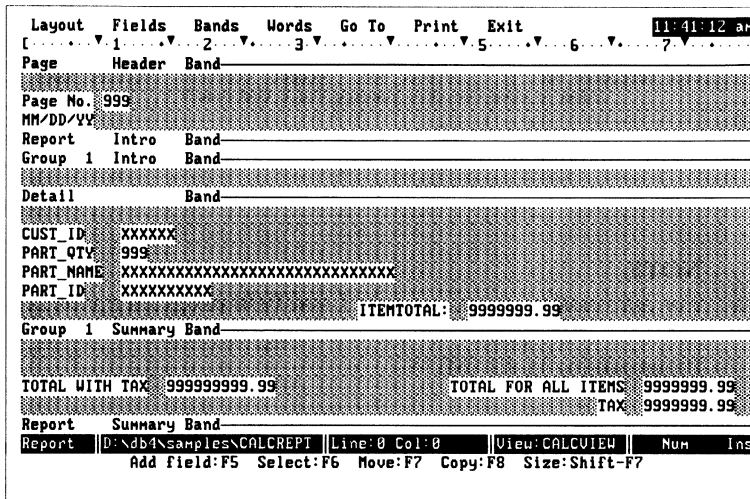 Layout Fields Bands Words Go To Print Exit 11:41:12 am
[·······▼·1·······▼···2····▼·······3·▼···········▼·5·······▼···6····▼·······7·▼·······
Page Header Band
Page No. 999
MM/DD/YY
Report Intro Band
Group 1 Intro Band
Detail Band
CUST_ID XXXXXX
PART_QTY 999
PART_NAME XXXXXXXXXXXXXXXXXXXXXXXXXXXXXX
PART_ID XXXXXXXXXX
ITEMTOTAL: 9999999.99
Group 1 Summary Band
TOTAL WITH TAX 999999999.99 TOTAL FOR ALL ITEMS 9999999.99
TAX 9999999.99
Report Summary Band
Report D:\db4\samples\CALCREPT Line:0 Col:0 View:CALCVIEW Num Ins
Add field:F5 Select:F6 Move:F7 Copy:F8 Size:Shift-F7